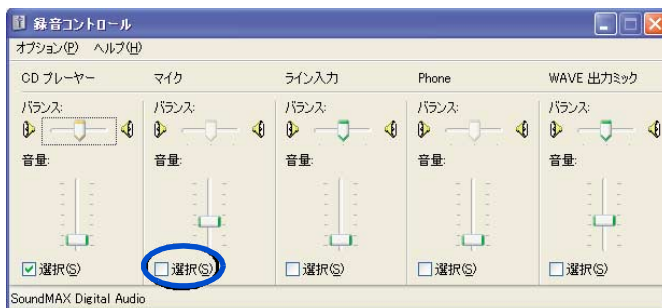 録音コントロール
オプション(P) ヘルプ(H)
CD プレーヤー マイク ライン入力 Phone WAVE 出力ミック
バランス: バランス: バランス: バランス: バランス:
音量: 音量: 音量: 音量: 音量:
選択(S) 選択(S) 選択(S) 選択(S) 選択(S)
SoundMAX Digital Audio